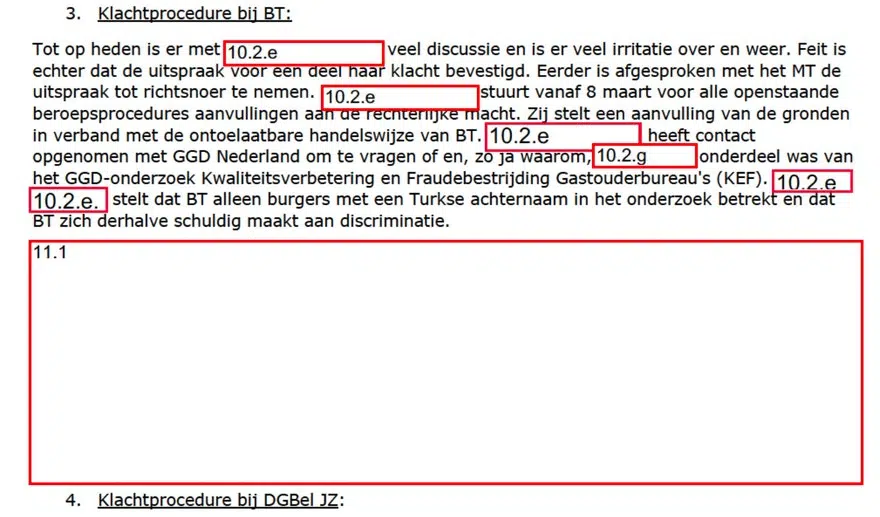 3. Klachtprocedure bij BT:
Tot op heden is er met 10.2.e veel discussie en is er veel irritatie over en weer. Feit is
echter dat de uitspraak voor een deel haar klacht bevestigd. Eerder is afgesproken met het MT de
uitspraak tot richtsnoer te nemen. 10.2.e stuurt vanaf 8 maart voor alle openstaande
beroepsprocedures aanvullingen aan de rechterlijke macht. Zij stelt een aanvulling van de gronden
in verband met de ontoelaatbare handelswijze van BT. 10.2.e heeft contact
opgenomen met GGD Nederland om te vragen of en, zo ja waarom, 10.2.g onderdeel was van
het GGD-onderzoek Kwaliteitsverbetering en Fraudebestrijding Gastouderbureau's (KEF). 10.2.e
10.2.e. stelt dat BT alleen burgers met een Turkse achternaam in het onderzoek betrekt en dat
BT zich derhalve schuldig maakt aan discriminatie.
11.1
4. Klachtprocedure bij DGBel JZ: